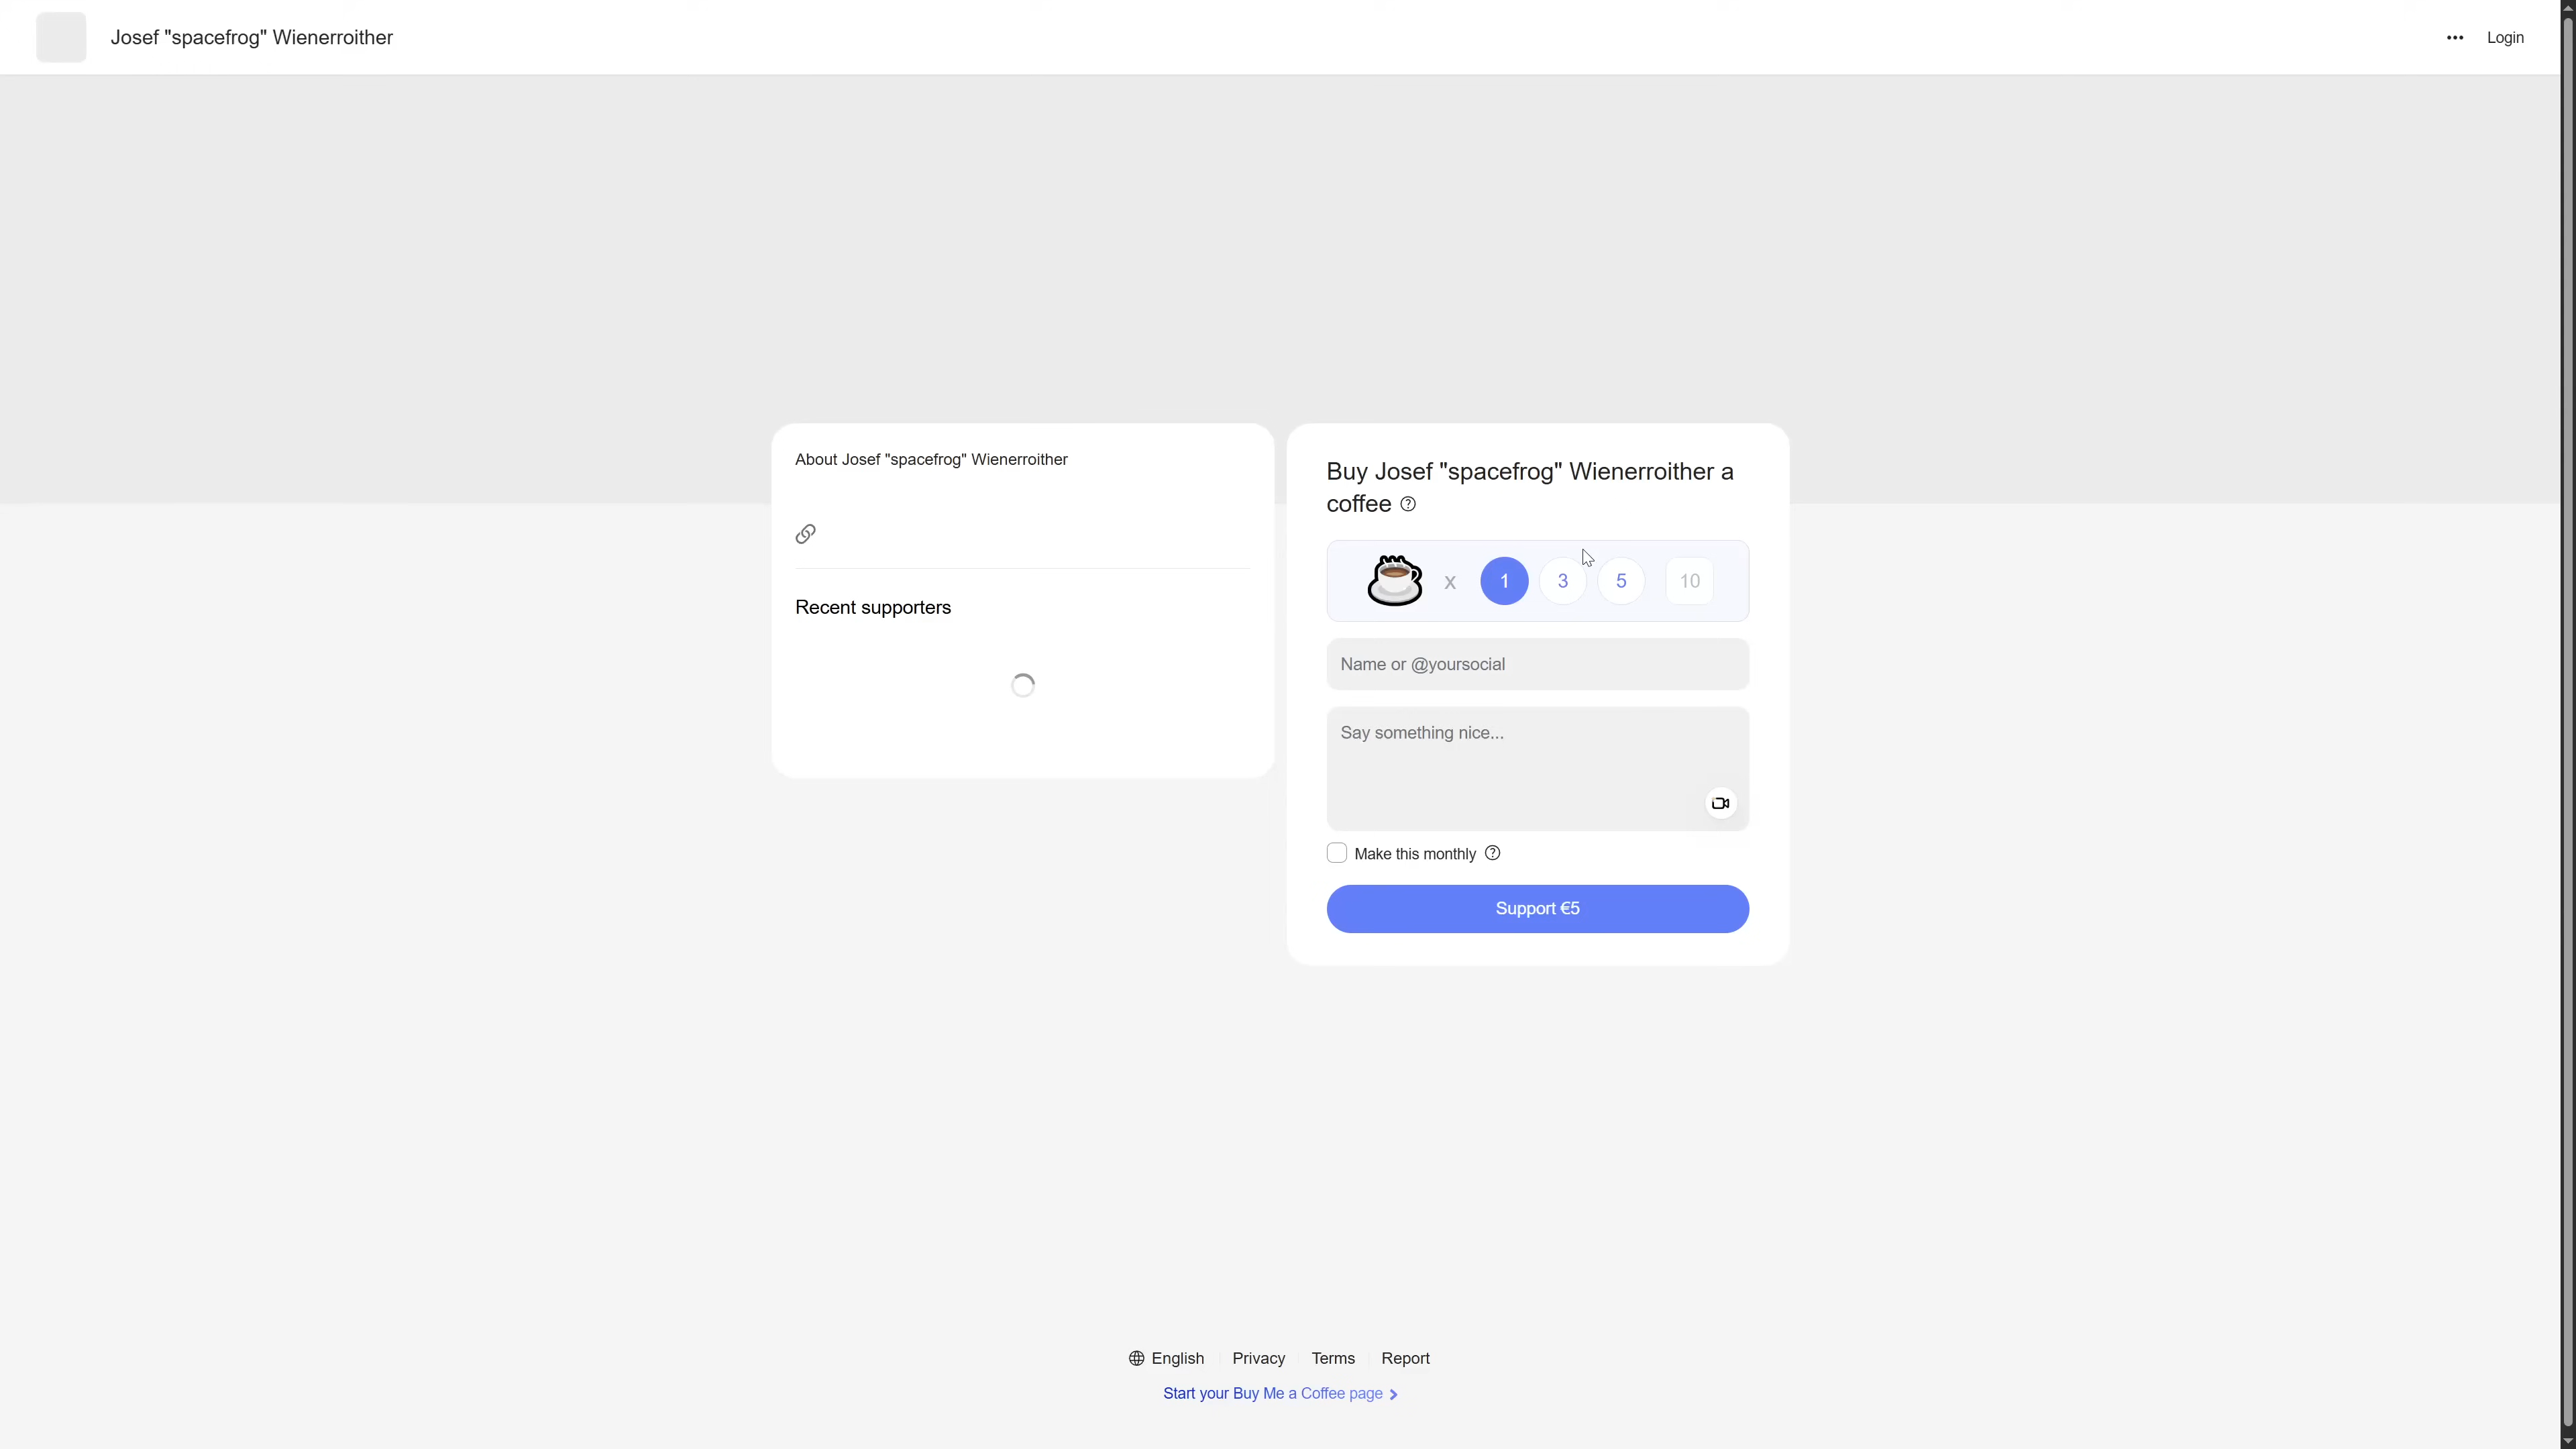 Josef "spacefrog" Wienerroither
Login
About Josef "spacefrog" Wienerroither
Recent supporters
Buy Josef "spacefrog" Wienerroither a
coffee
x 1 3 5 10
Name or @yoursocial
Say something nice...
Make this monthly
Support €5
English Privacy Terms Report
Start your Buy Me a Coffee page